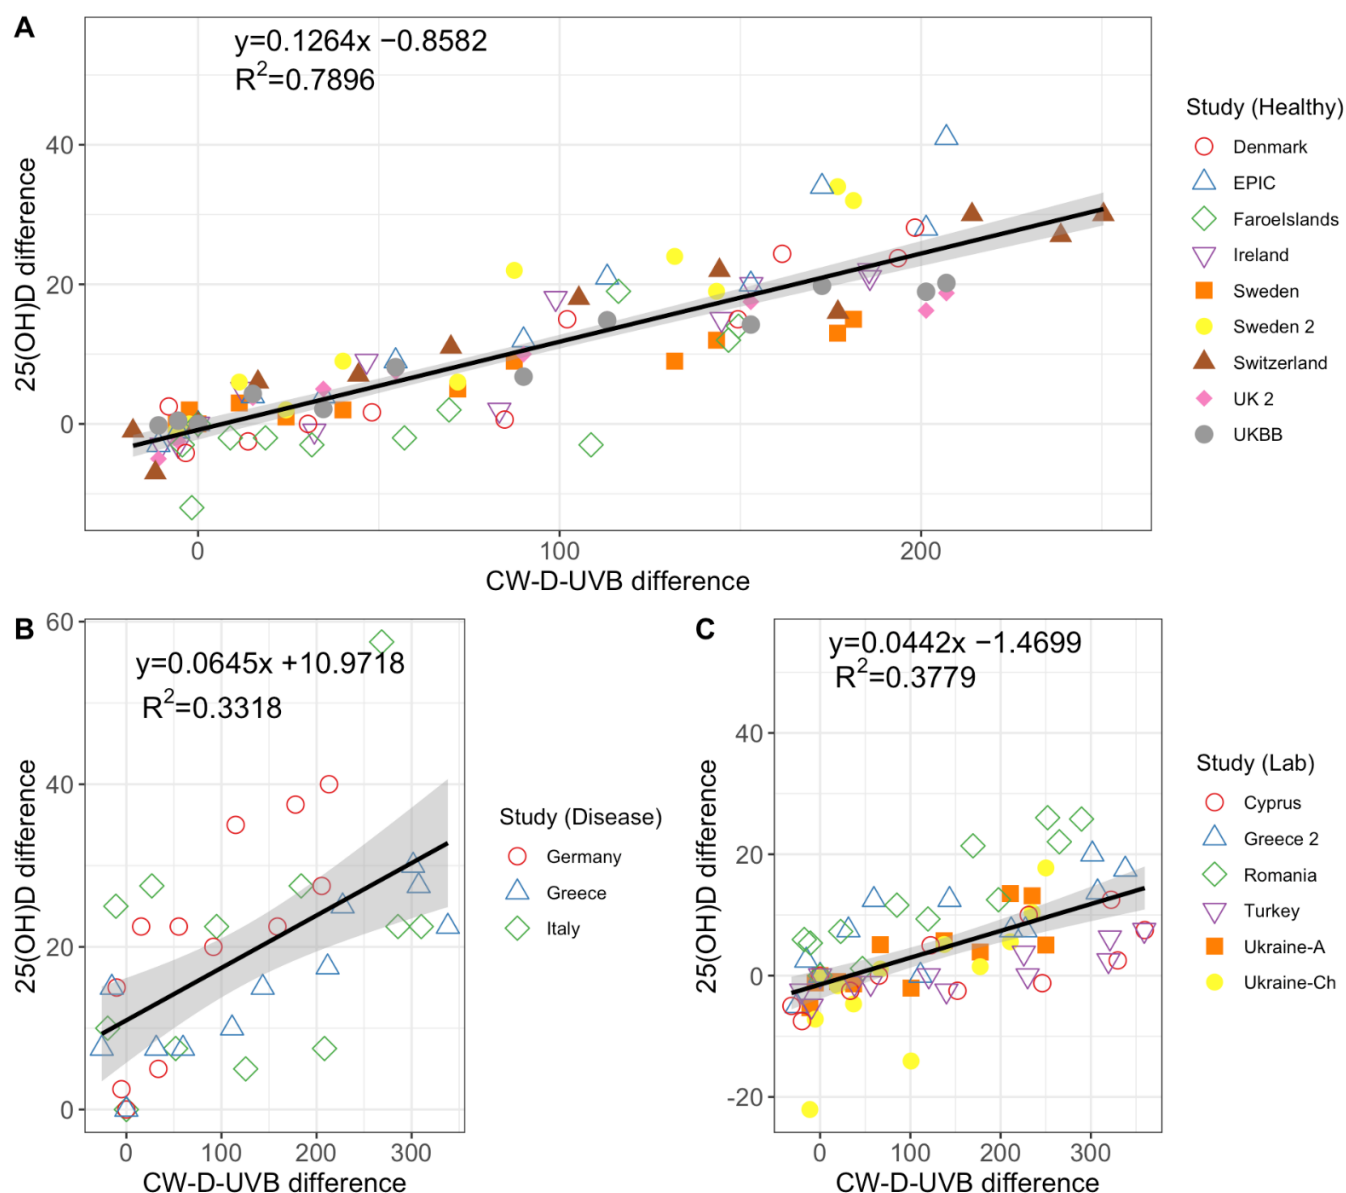 A
y=0.1264x −0.8582
R²=0.7896
25(OH)D difference
40
20
0
0
100
200
CW-D-UVB difference
Study (Healthy)
Denmark
EPIC
FaroeIslands
Ireland
Sweden
Sweden 2
Switzerland
UK 2
UKBB
B
y=0.0645x +10.9718
R²=0.3318
25(OH)D difference
60
40
20
0
0
100
200
300
CW-D-UVB difference
Study (Disease)
Germany
Greece
Italy
C
y=0.0442x −1.4699
R²=0.3779
25(OH)D difference
40
20
0
-20
0
100
200
300
CW-D-UVB difference
Study (Lab)
Cyprus
Greece 2
Romania
Turkey
Ukraine-A
Ukraine-Ch